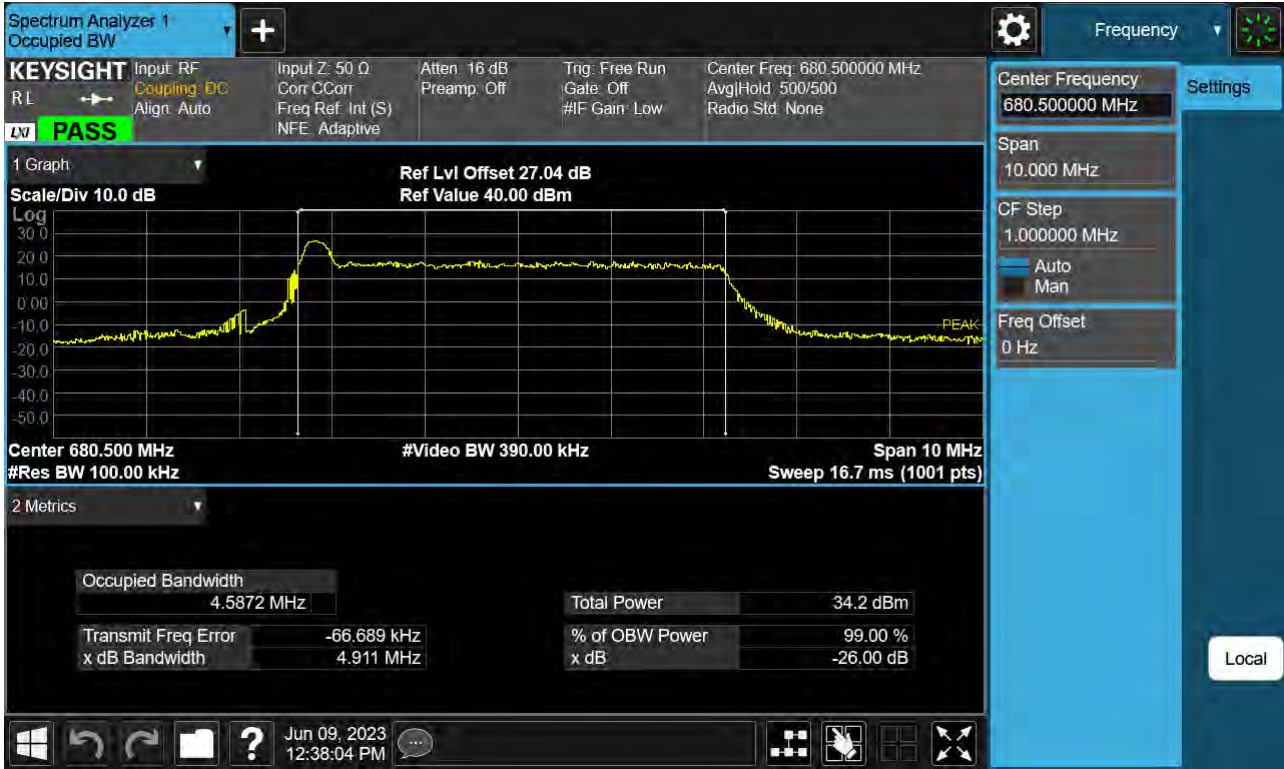 Spectrum Analyzer 1
Occupied BW
Frequency
KEYSIGHT
Input: RF
Coupling: DC
Align: Auto
Input Z: 50 Ω
Corr CCorr
Freq Ref: Int (S)
NFE: Adaptive
Atten: 16 dB
Preamp: Off
Trig: Free Run
Gate: Off
#IF Gain: Low
Center Freq: 680.500000 MHz
Avg|Hold: 500/500
Radio Std: None
RL
LXI
PASS
Center Frequency
680.500000 MHz
Settings
Span
10.000 MHz
CF Step
1.000000 MHz
Auto
Man
Freq Offset
0 Hz
Local
1 Graph
Scale/Div 10.0 dB
Ref Lvl Offset 27.04 dB
Ref Value 40.00 dBm
Log
30.0
20.0
10.0
0.00
-10.0
-20.0
-30.0
-40.0
-50.0
PEAK
Center 680.500 MHz
#Video BW 390.00 kHz
Span 10 MHz
#Res BW 100.00 kHz
Sweep 16.7 ms (1001 pts)
2 Metrics
Occupied Bandwidth
4.5872 MHz
Total Power 34.2 dBm
Transmit Freq Error -66.689 kHz
% of OBW Power 99.00 %
x dB Bandwidth 4.911 MHz
x dB -26.00 dB
?
Jun 09, 2023
12:38:04 PM